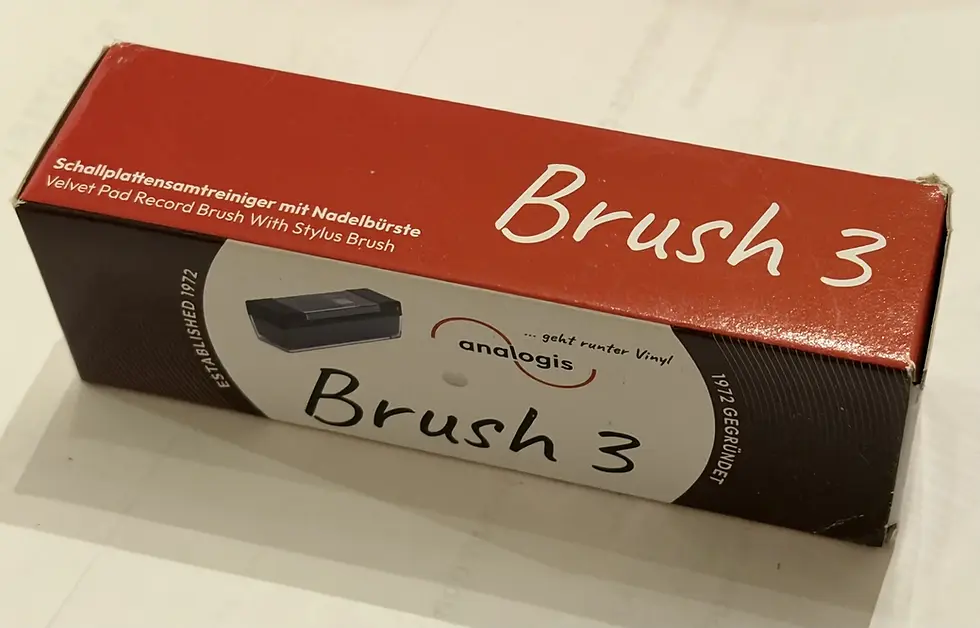 Schallplattensamtreiniger mit Nadelbürste
Velvet Pad Record Brush With Stylus Brush
Brush 3
ESTABLISHED 1972
... geht runter Vinyl
analogis
Brush 3
1972 GEGRÜNDET